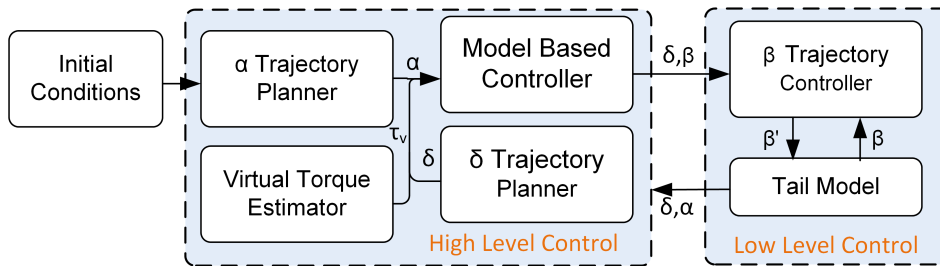 Initial
Conditions
α Trajectory
Planner
α
Model Based
Controller
δ,β
β Trajectory
Controller
τv
Virtual Torque
Estimator
δ
δ Trajectory
Planner
β'
β
Tail Model
δ,α
High Level Control
Low Level Control